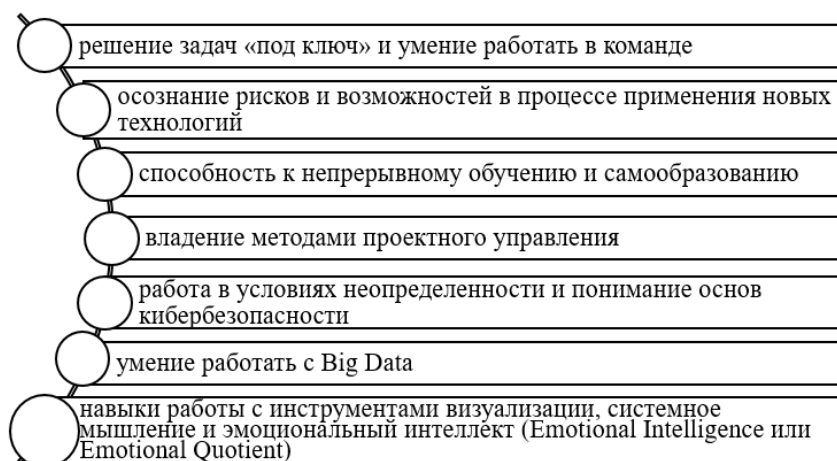 решение задач «под ключ» и умение работать в команде
осознание рисков и возможностей в процессе применения новых
технологий
способность к непрерывному обучению и самообразованию
владение методами проектного управления
работа в условиях неопределенности и понимание основ
кибербезопасности
умение работать с Big Data
навыки работы с инструментами визуализации, системное
мышление и эмоциональный интеллект (Emotional Intelligence или
Emotional Quotient)